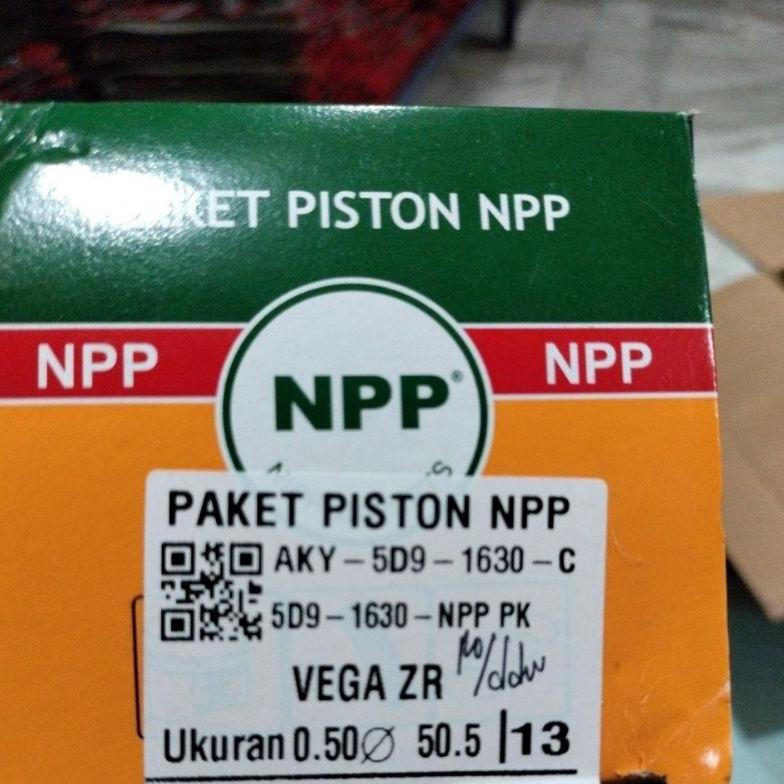 PISTON NPP
NPP
NPP
NPP®
PAKET PISTON NPP
AKY - 5D9 - 1630 - C
5D9 - 1630 - NPP PK
VEGA ZR
Ukuran 0.50 Ø 50.5 | 13